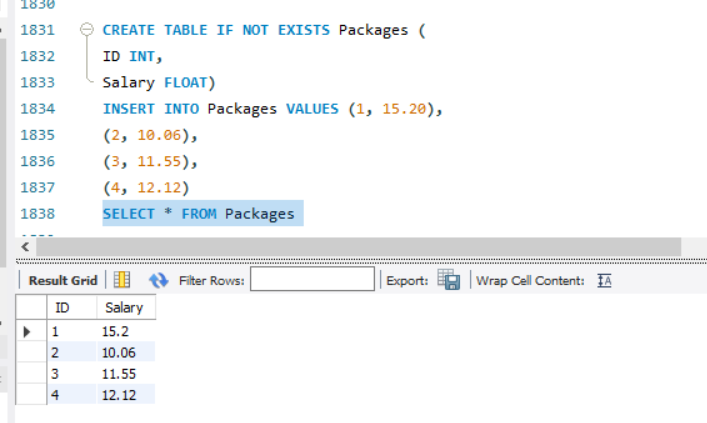 1830
1831 CREATE TABLE IF NOT EXISTS Packages (
1832 ID INT,
1833 Salary FLOAT)
1834 INSERT INTO Packages VALUES (1, 15.20),
1835 (2, 10.06),
1836 (3, 11.55),
1837 (4, 12.12)
1838 SELECT * FROM Packages
Result Grid Filter Rows: Export: Wrap Cell Content:
ID Salary
1 15.2
2 10.06
3 11.55
4 12.12